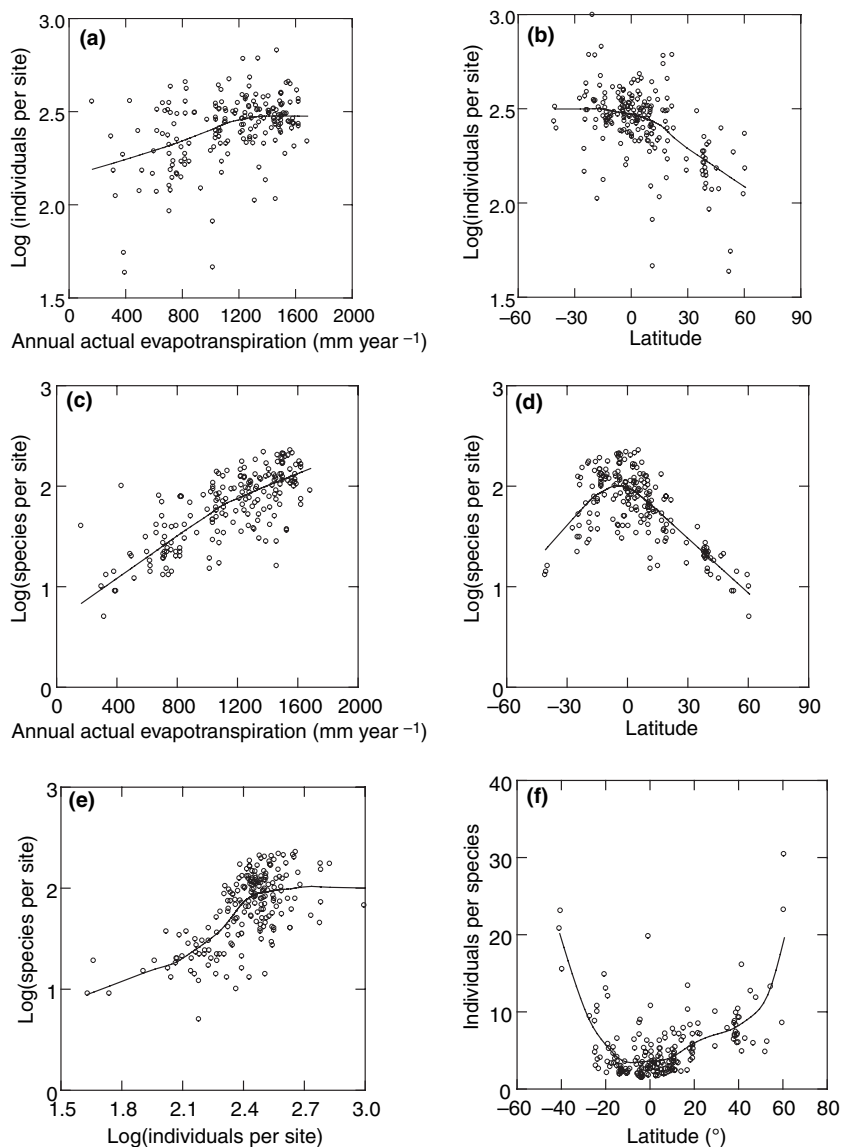 (a)
3.0
2.5
2.0
1.5
Log (individuals per site)
0 400 800 1200 1600 2000
Annual actual evapotranspiration (mm year −1)
(b)
3.0
2.5
2.0
1.5
Log(individuals per site)
−60 −30 0 30 60 90
Latitude
(c)
3
2
1
0
Log(species per site)
0 400 800 1200 1600 2000
Annual actual evapotranspiration (mm year −1)
(d)
3
2
1
0
Log(species per site)
−60 −30 0 30 60 90
Latitude
(e)
3
2
1
0
Log(species per site)
1.5 1.8 2.1 2.4 2.7 3.0
Log(individuals per site)
(f)
40
30
20
10
0
Individuals per species
−60 −40 −20 0 20 40 60 80
Latitude (°)